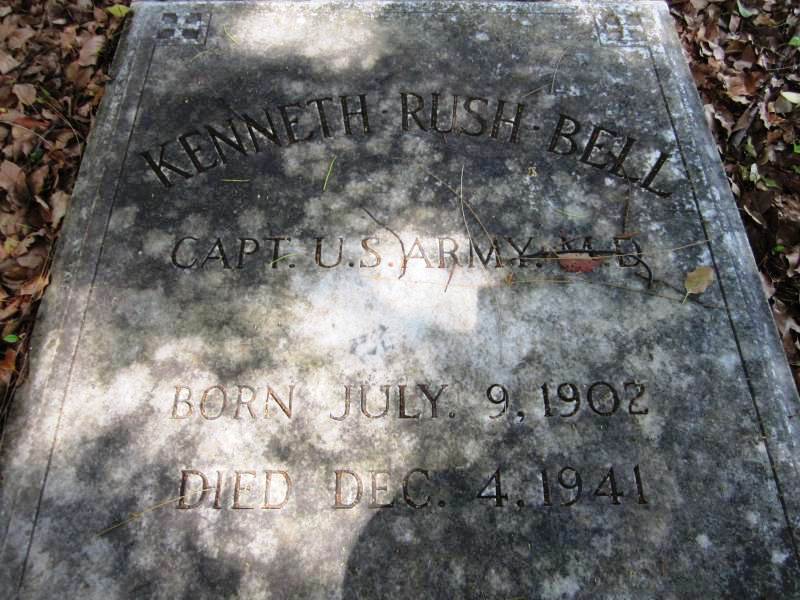 KENNETH · RUSH · BELL
CAPT. U.S. ARMY. M.D.
BORN JULY. 9, 1902
DIED DEC. 4, 1941